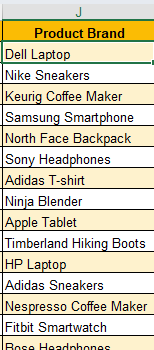 J
Product Brand
Dell Laptop
Nike Sneakers
Keurig Coffee Maker
Samsung Smartphone
North Face Backpack
Sony Headphones
Adidas T-shirt
Ninja Blender
Apple Tablet
Timberland Hiking Boots
HP Laptop
Adidas Sneakers
Nespresso Coffee Maker
Fitbit Smartwatch
Bose Headphones